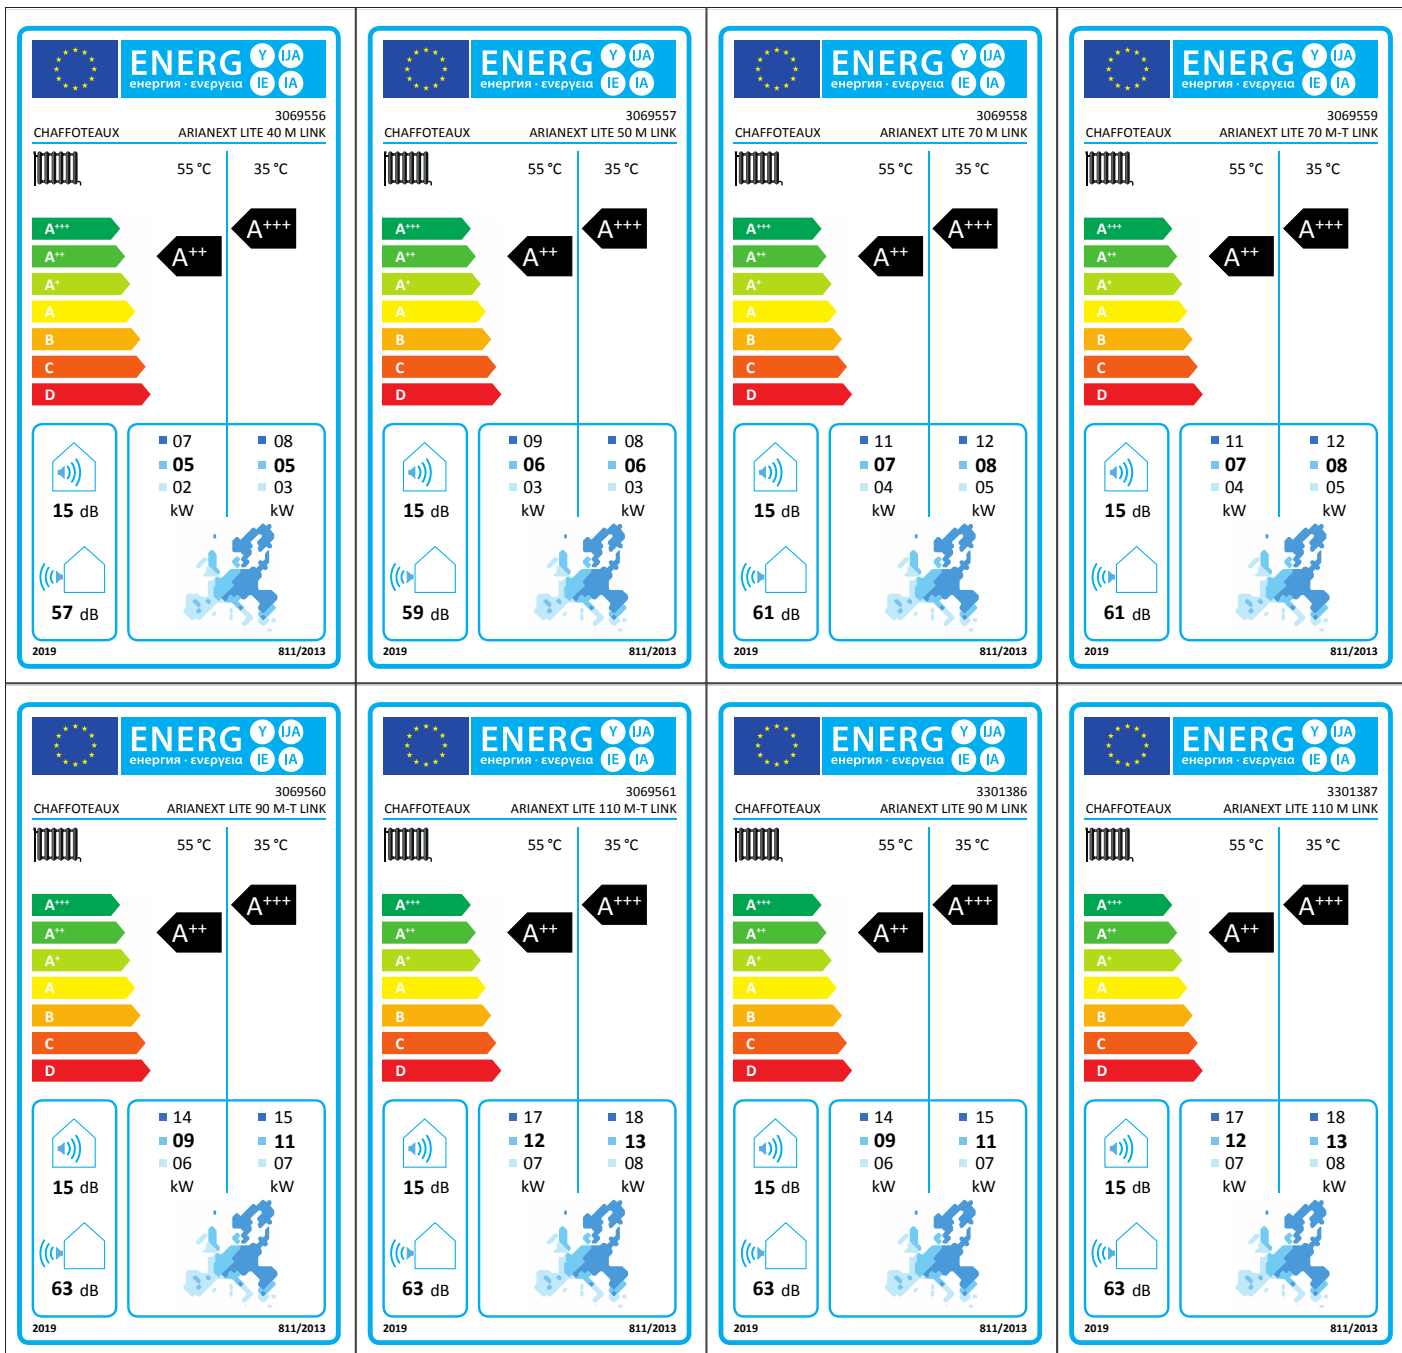 ENERG Y IJA IE IA
енергия · ενεργεια
3069556
CHAFFOTEAUX ARIANEXT LITE 40 M LINK
55 °C 35 °C
A+++ A+++
A++ A++
A+
A
B
C
D
07 08
05 05
02 03
kW kW
15 dB
57 dB
2019 811/2013
ENERG Y IJA IE IA
енергия · ενεργεια
3069557
CHAFFOTEAUX ARIANEXT LITE 50 M LINK
55 °C 35 °C
A+++ A+++
A++ A++
A+
A
B
C
D
09 08
06 06
03 03
kW kW
15 dB
59 dB
2019 811/2013
ENERG Y IJA IE IA
енергия · ενεργεια
3069558
CHAFFOTEAUX ARIANEXT LITE 70 M LINK
55 °C 35 °C
A+++ A+++
A++ A++
A+
A
B
C
D
11 12
07 08
04 05
kW kW
15 dB
61 dB
2019 811/2013
ENERG Y IJA IE IA
енергия · ενεργεια
3069559
CHAFFOTEAUX ARIANEXT LITE 70 M-T LINK
55 °C 35 °C
A+++ A+++
A++ A++
A+
A
B
C
D
11 12
07 08
04 05
kW kW
15 dB
61 dB
2019 811/2013
ENERG Y IJA IE IA
енергия · ενεργεια
3069560
CHAFFOTEAUX ARIANEXT LITE 90 M-T LINK
55 °C 35 °C
A+++ A+++
A++ A++
A+
A
B
C
D
14 15
09 11
06 07
kW kW
15 dB
63 dB
2019 811/2013
ENERG Y IJA IE IA
енергия · ενεργεια
3069561
CHAFFOTEAUX ARIANEXT LITE 110 M-T LINK
55 °C 35 °C
A+++ A+++
A++ A++
A+
A
B
C
D
17 18
12 13
07 08
kW kW
15 dB
63 dB
2019 811/2013
ENERG Y IJA IE IA
енергия · ενεργεια
3301386
CHAFFOTEAUX ARIANEXT LITE 90 M LINK
55 °C 35 °C
A+++ A+++
A++ A++
A+
A
B
C
D
14 15
09 11
06 07
kW kW
15 dB
63 dB
2019 811/2013
ENERG Y IJA IE IA
енергия · ενεργεια
3301387
CHAFFOTEAUX ARIANEXT LITE 110 M LINK
55 °C 35 °C
A+++ A+++
A++ A++
A+
A
B
C
D
17 18
12 13
07 08
kW kW
15 dB
63 dB
2019 811/2013